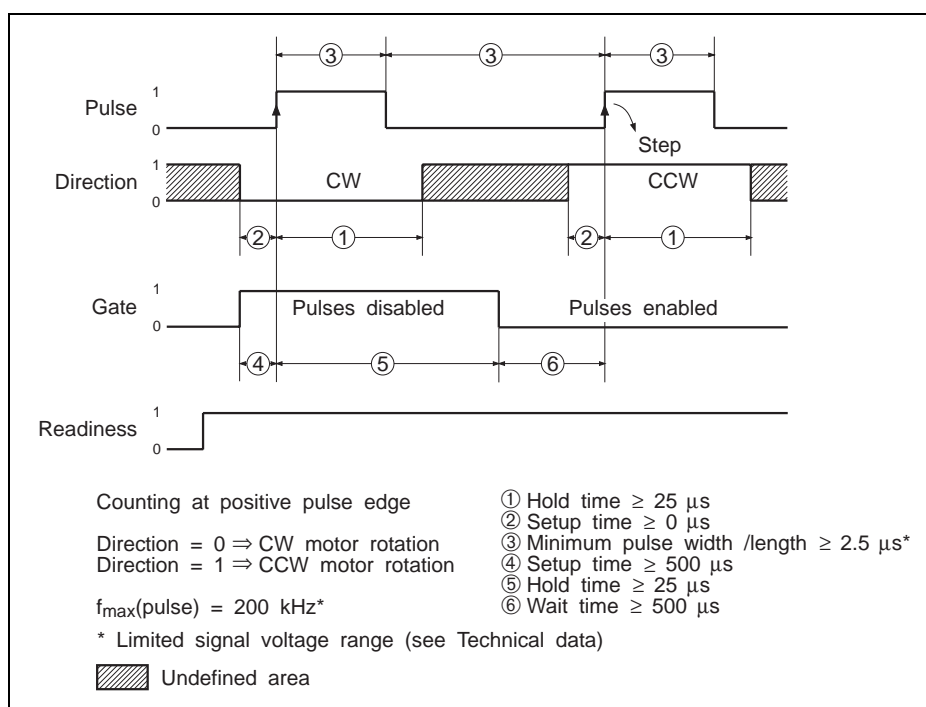 ③ ③ ③
Pulse 1 0
Step
Direction 1 0 CW CCW
② ① ② ①
Gate 1 0 Pulses disabled Pulses enabled
④ ⑤ ⑥
Readiness 1 0
Counting at positive pulse edge
Direction = 0 ⇒ CW motor rotation
Direction = 1 ⇒ CCW motor rotation
fmax(pulse) = 200 kHz*
① Hold time ≥ 25 μs
② Setup time ≥ 0 μs
③ Minimum pulse width /length ≥ 2.5 μs*
④ Setup time ≥ 500 μs
⑤ Hold time ≥ 25 μs
⑥ Wait time ≥ 500 μs
* Limited signal voltage range (see Technical data)
Undefined area